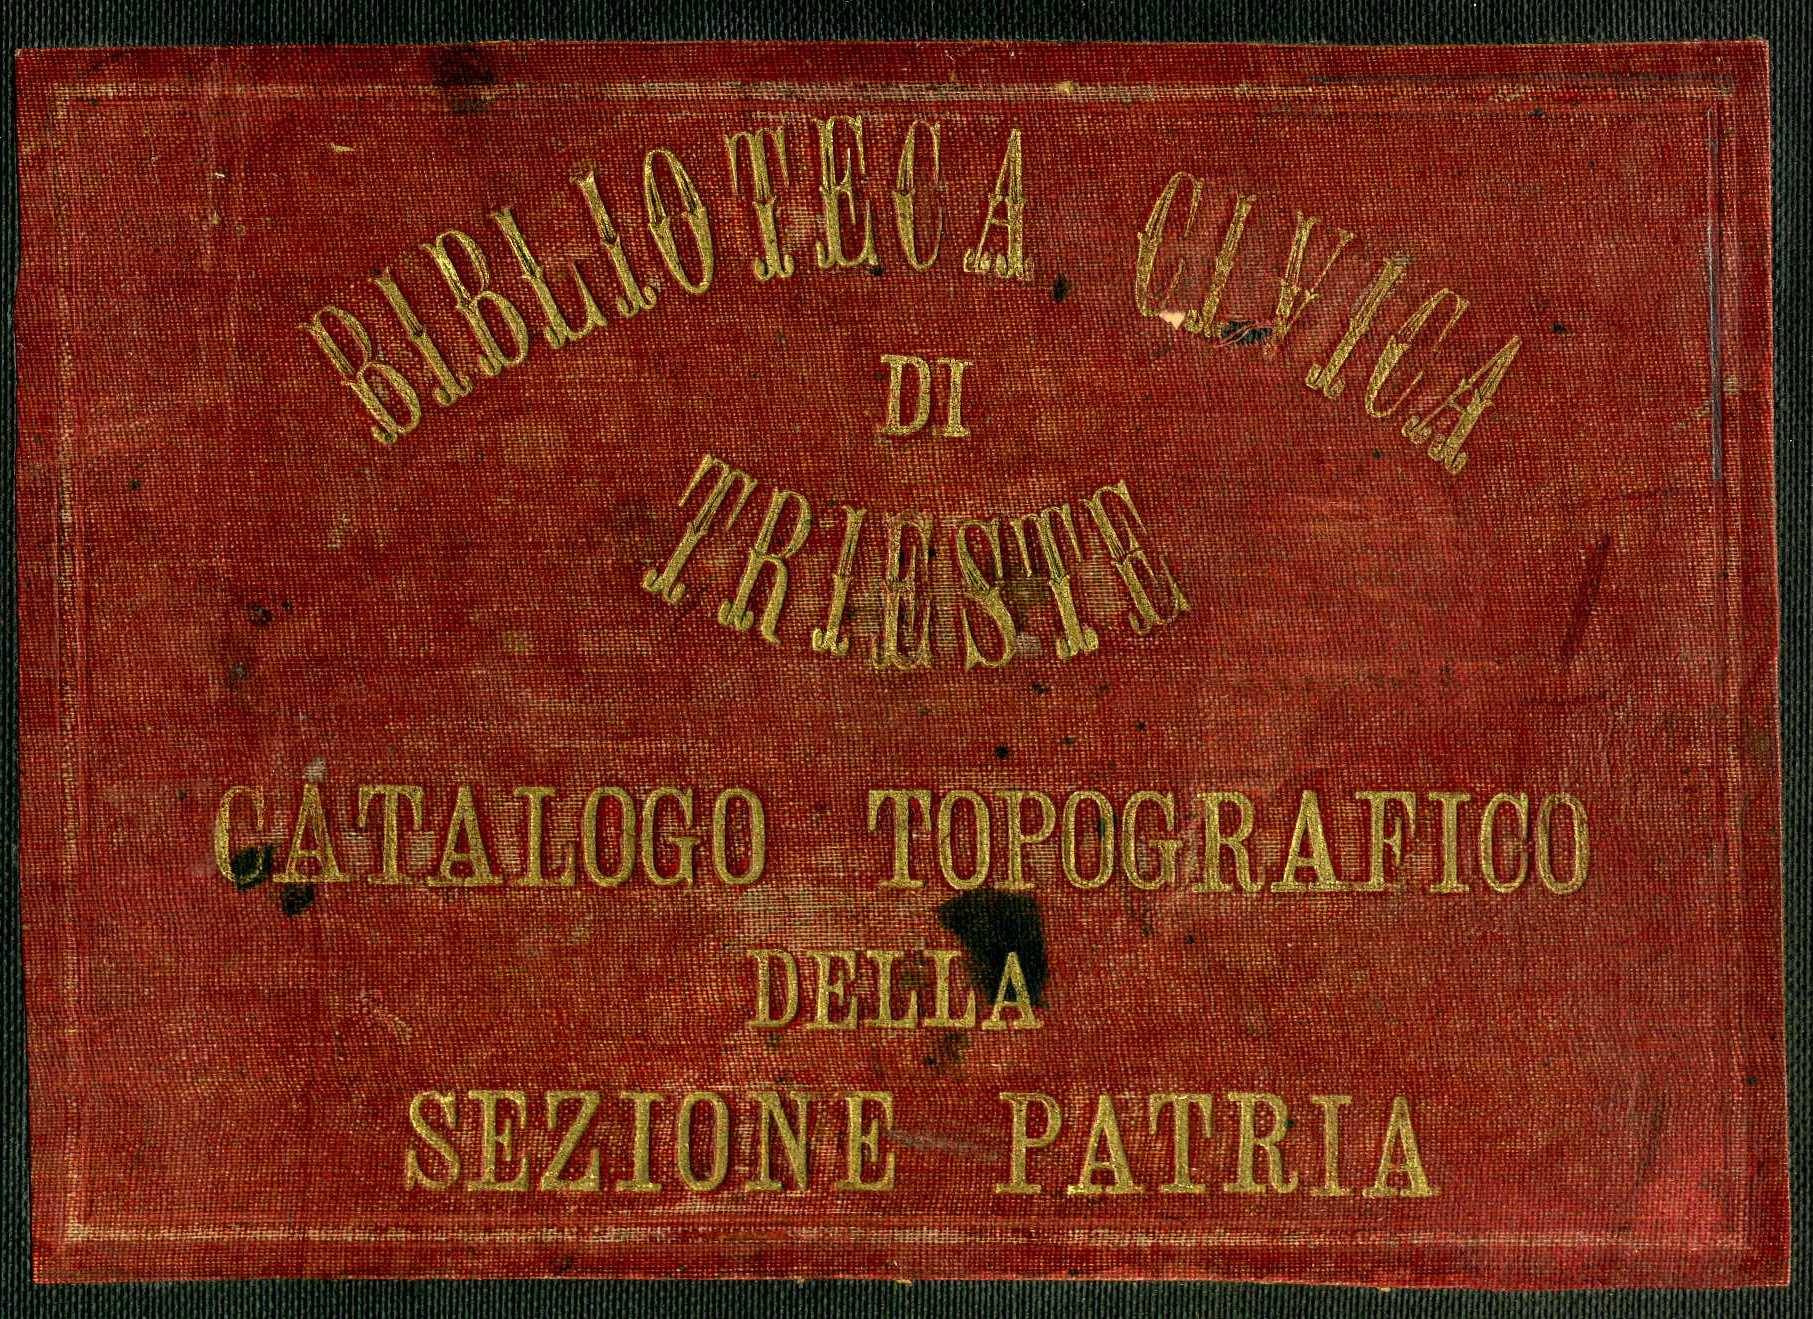 BIBLIOTECA CIVICA
DI
TRIESTE
CATALOGO TOPOGRAFICO
DELLA
SEZIONE PATRIA